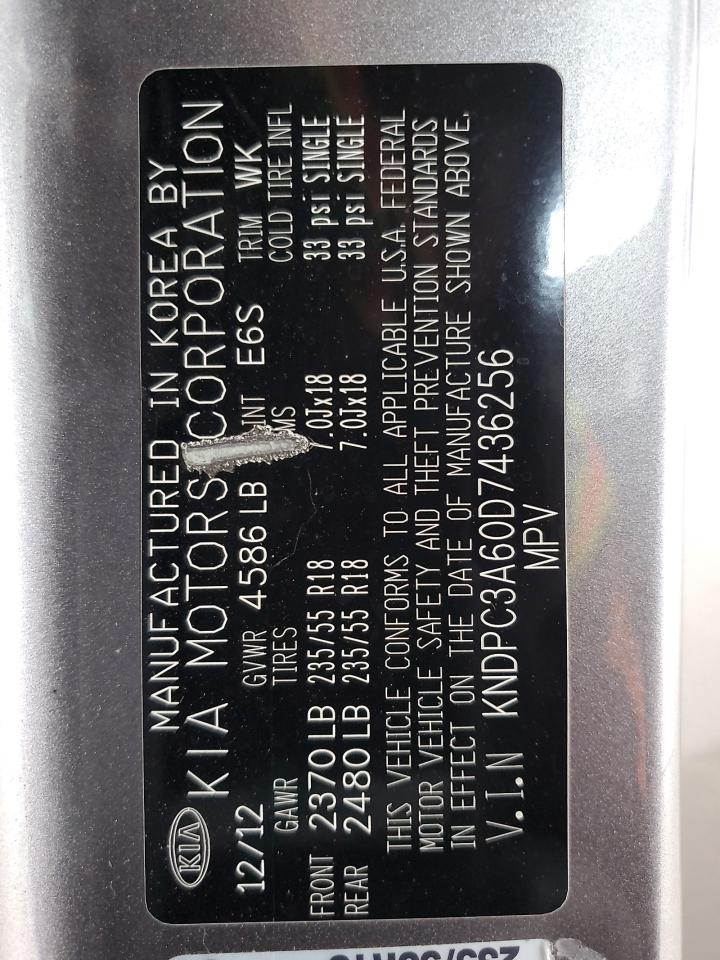 KIA MANUFACTURED IN KOREA BY
KIA MOTORS CORPORATION
12/12 GVWR 4586 LB INT E6S TRIM WK
GAWR TIRES MS COLD TIRE INFL
FRONT 2370 LB 235/55 R18 7.0Jx18 33 psi SINGLE
REAR 2480 LB 235/55 R18 7.0Jx18 33 psi SINGLE
THIS VEHICLE CONFORMS TO ALL APPLICABLE U.S.A. FEDERAL
MOTOR VEHICLE SAFETY AND THEFT PREVENTION STANDARDS
IN EFFECT ON THE DATE OF MANUFACTURE SHOWN ABOVE.
V.I.N KNDPC3A60D7436256
MPV